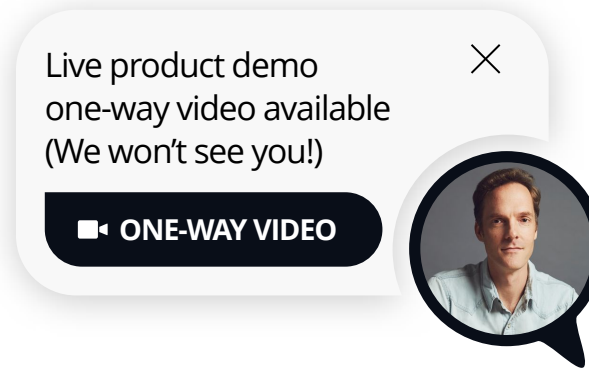 Live product demo
one-way video available
(We won’t see you!)
ONE-WAY VIDEO